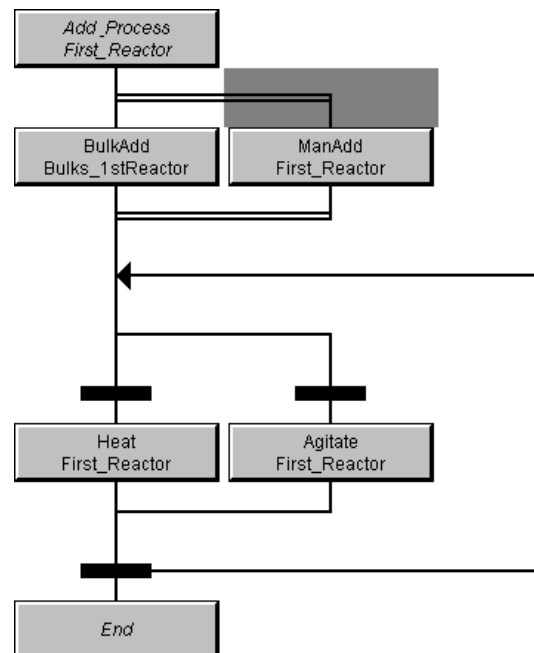 Add_Process
First_Reactor
BulkAdd
Bulks_1stReactor
ManAdd
First_Reactor
Heat
First_Reactor
Agitate
First_Reactor
End